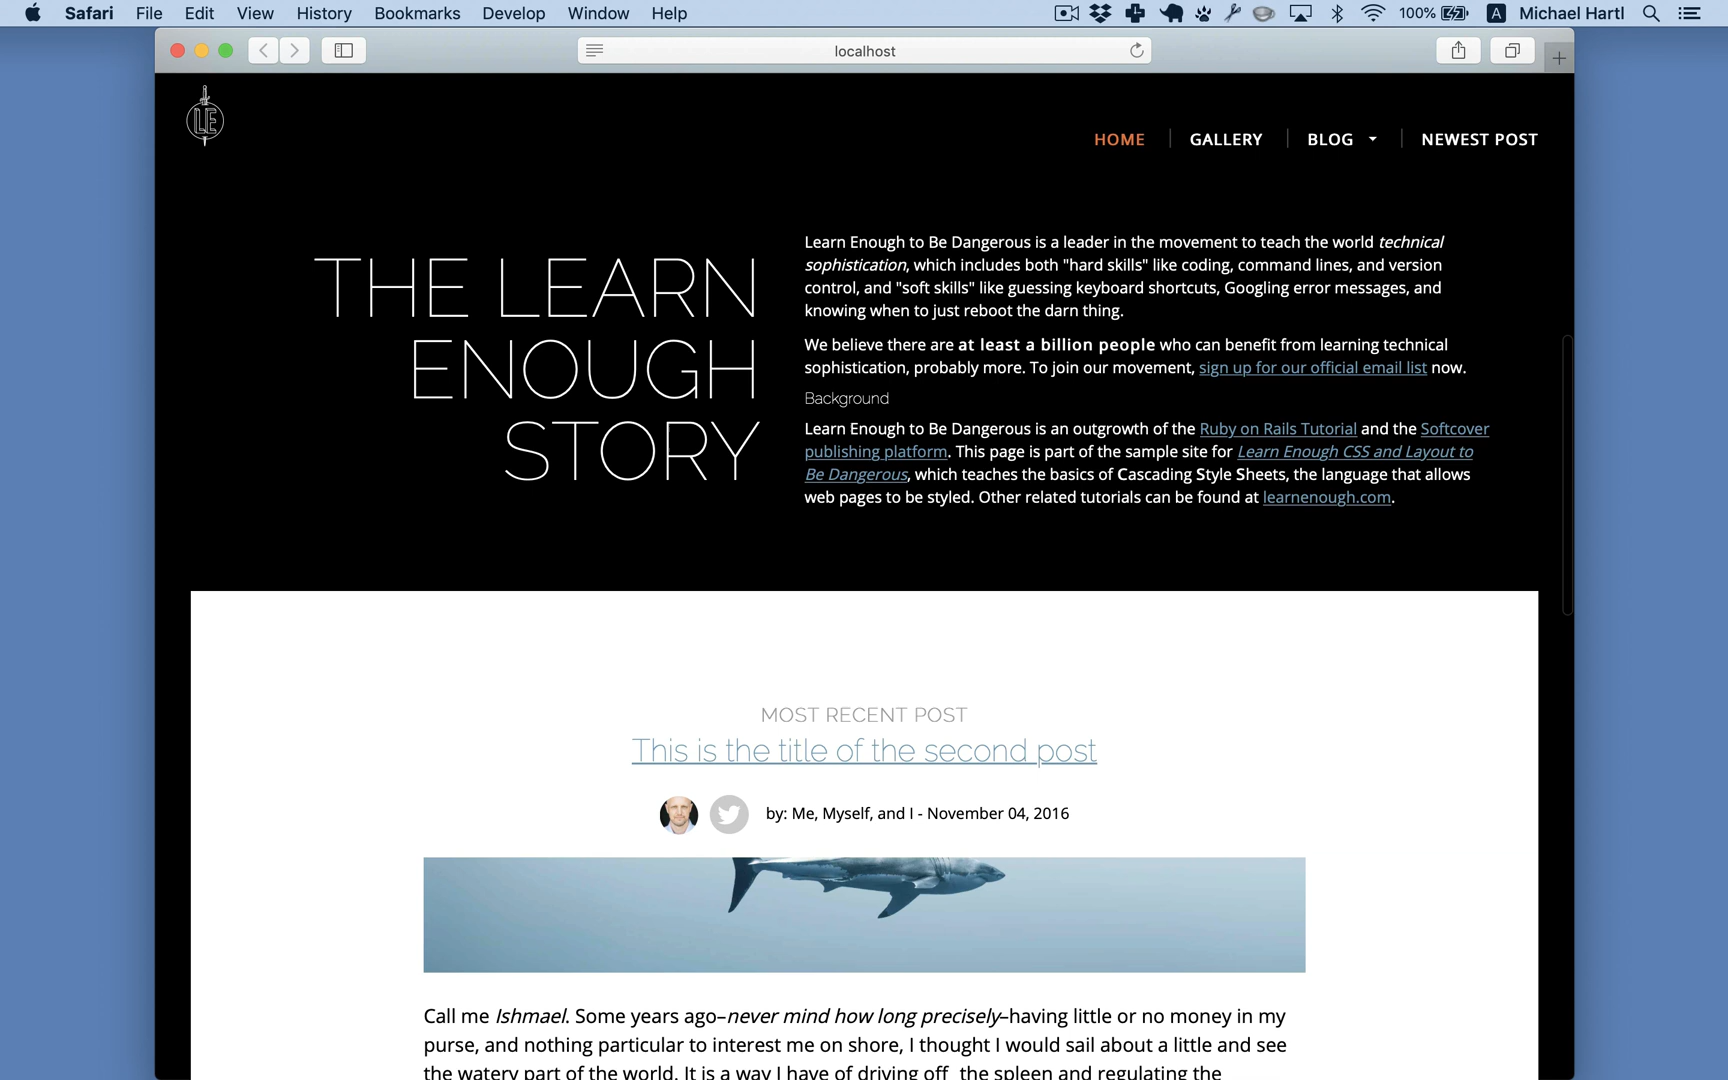 Safari File Edit View History Bookmarks Develop Window Help 100% A Michael Hartl
localhost
LE
HOME GALLERY BLOG NEWEST POST
THE LEARN
ENOUGH
STORY
Learn Enough to Be Dangerous is a leader in the movement to teach the world technical
sophistication, which includes both "hard skills" like coding, command lines, and version
control, and "soft skills" like guessing keyboard shortcuts, Googling error messages, and
knowing when to just reboot the darn thing.
We believe there are at least a billion people who can benefit from learning technical
sophistication, probably more. To join our movement, sign up for our official email list now.
Background
Learn Enough to Be Dangerous is an outgrowth of the Ruby on Rails Tutorial and the Softcover
publishing platform. This page is part of the sample site for Learn Enough CSS and Layout to
Be Dangerous, which teaches the basics of Cascading Style Sheets, the language that allows
web pages to be styled. Other related tutorials can be found at learnenough.com.
MOST RECENT POST
This is the title of the second post
by: Me, Myself, and I - November 04, 2016
Call me Ishmael. Some years ago–never mind how long precisely–having little or no money in my
purse, and nothing particular to interest me on shore, I thought I would sail about a little and see
the watery part of the world. It is a way I have of driving off the spleen and regulating the